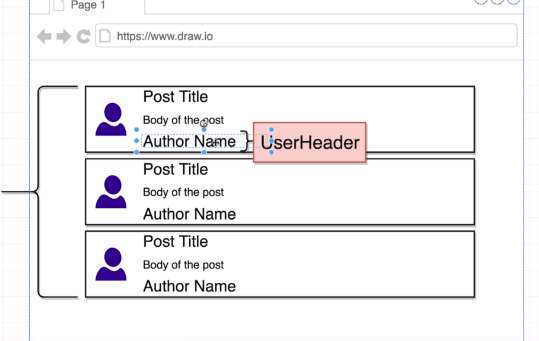 Page 1
https://www.draw.io
Post Title
Body of the post
Author Name
UserHeader
Post Title
Body of the post
Author Name
Post Title
Body of the post
Author Name